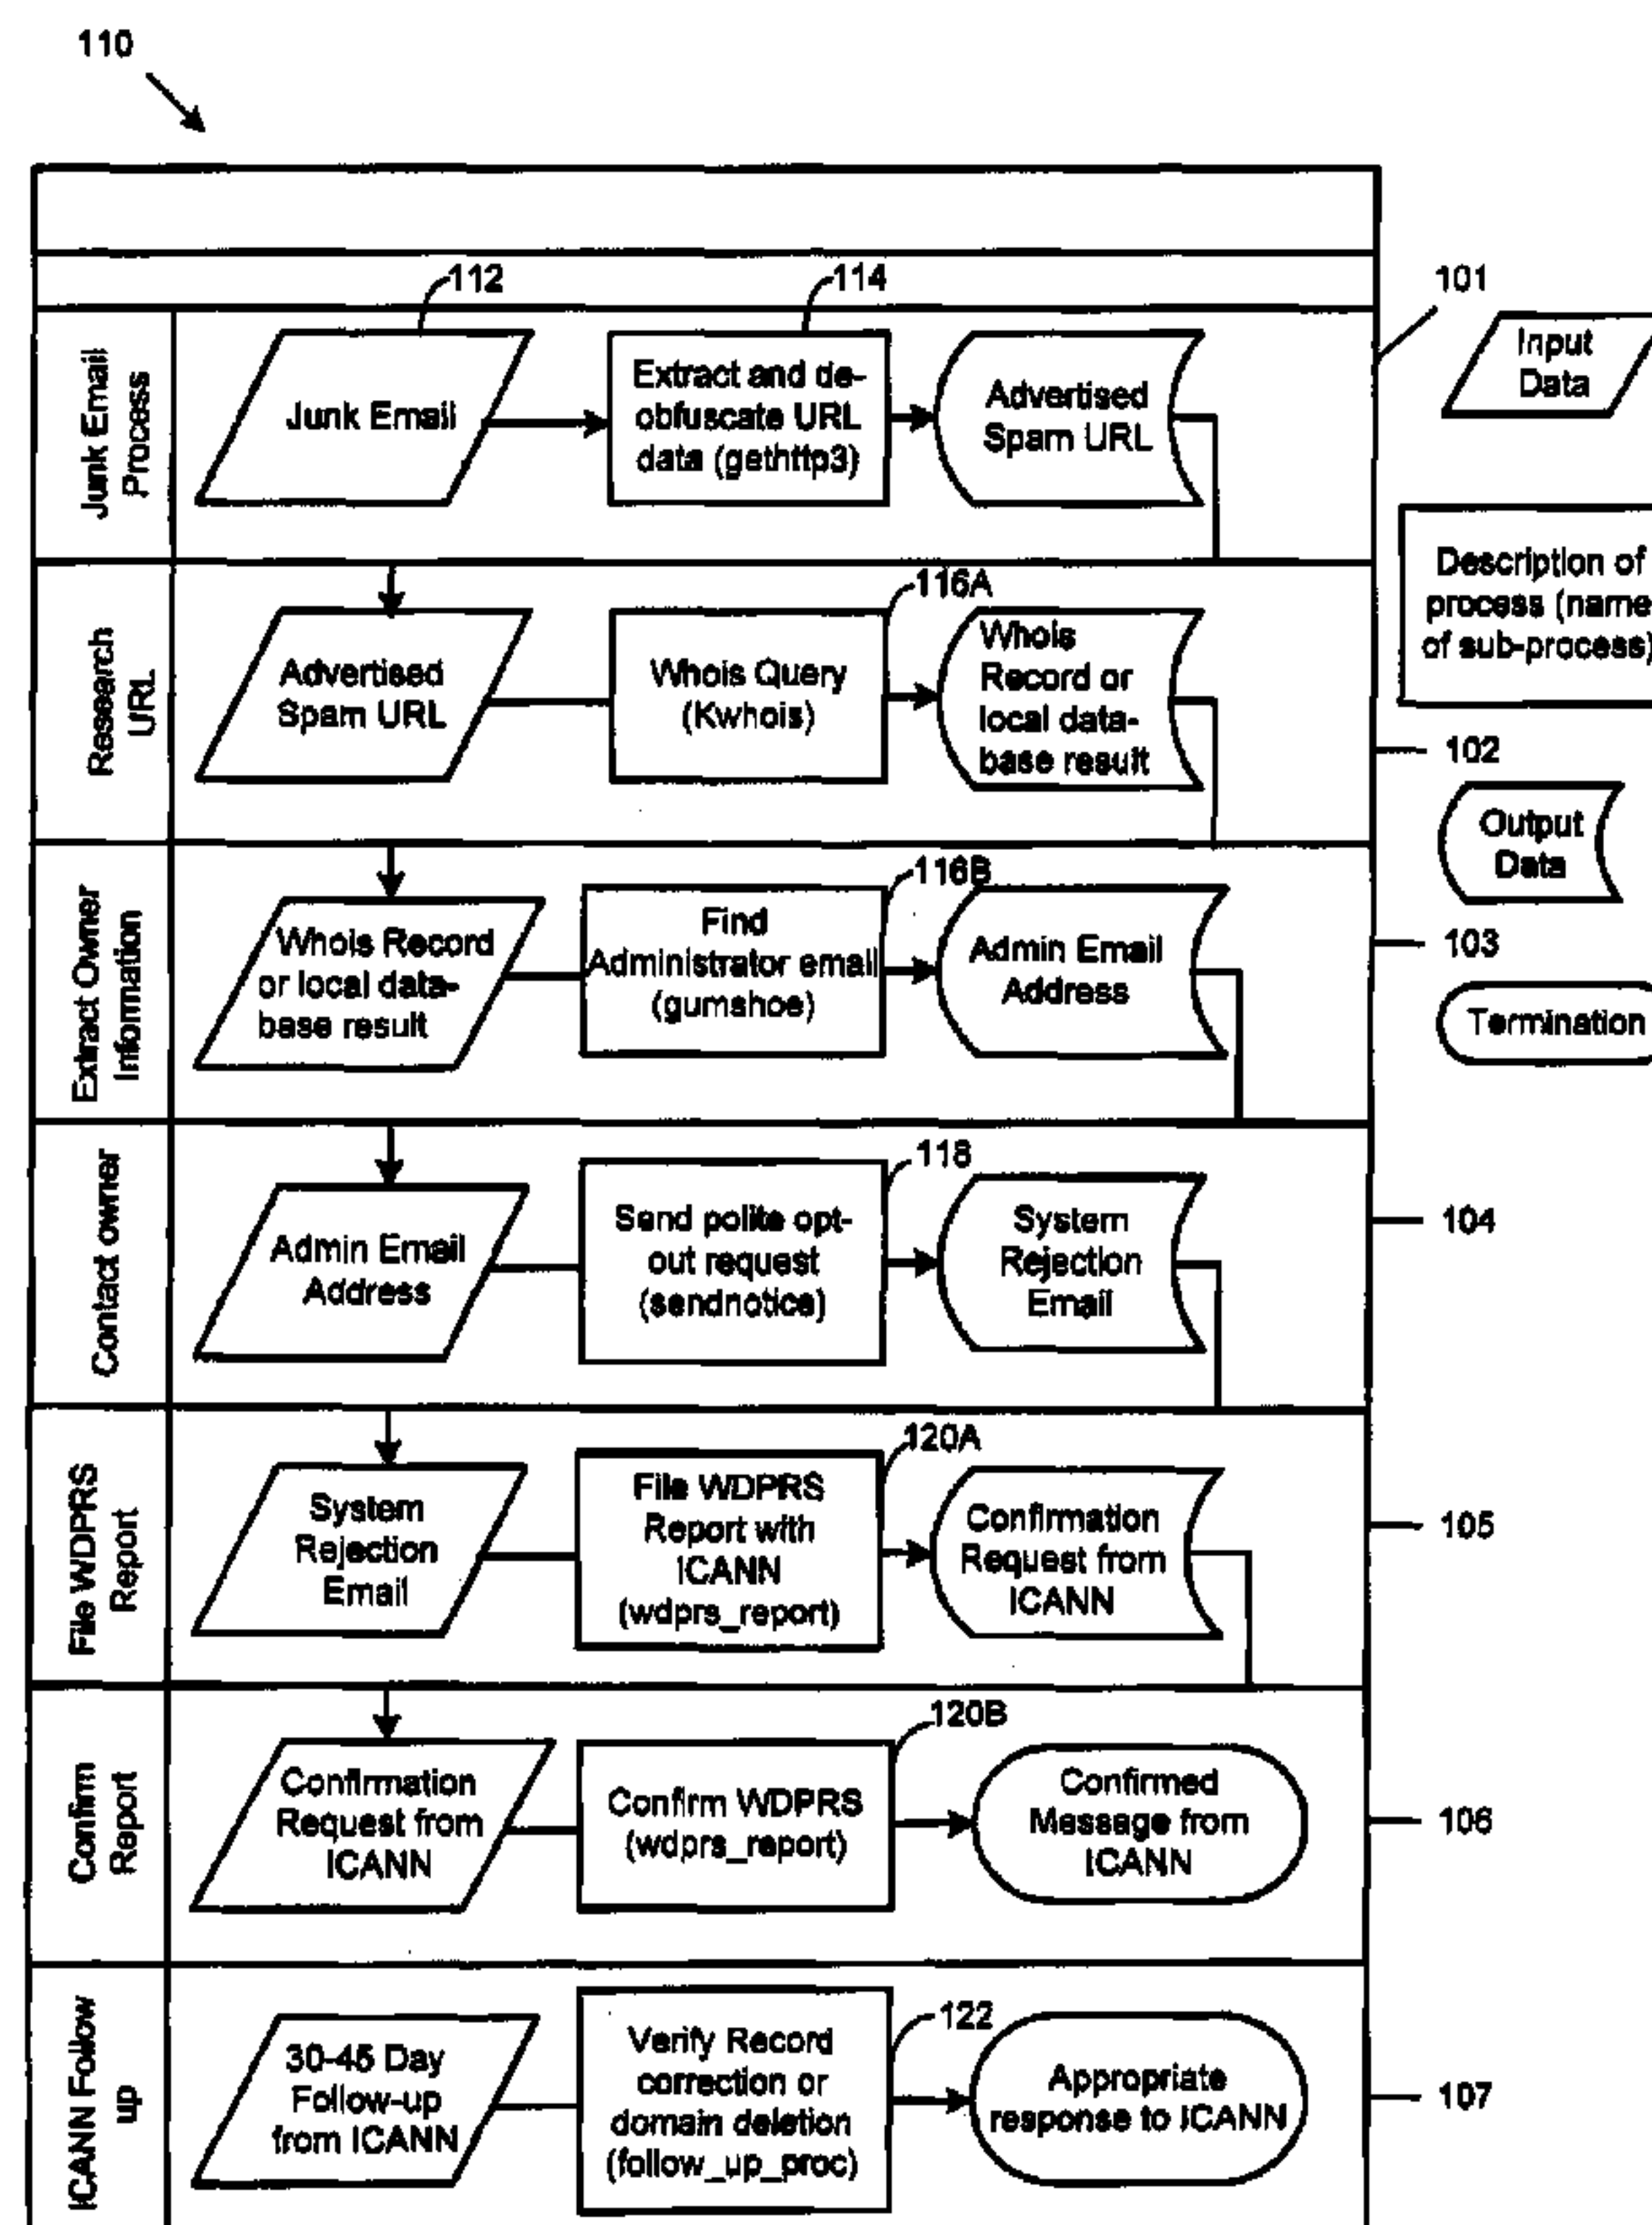 110
112
114
101
Junk Email
Process
Junk Email
Extract and de-
obfuscate URL
data (gethttp3)
Advertised
Spam URL
Input
Data
Description of
process (name
of sub-process)
116A
Research
URL
Advertised
Spam URL
Whois Query
(Kwhois)
Whois
Record or
local data-
base result
102
Output
Data
116B
Extract Owner
Information
Whois Record
or local data-
base result
Find
Administrator email
(gumshoe)
Admin Email
Address
103
Termination
118
Contact owner
Admin Email
Address
Send polite opt-
out request
(sendnotice)
System
Rejection
Email
104
120A
File WDPRS
Report
System
Rejection
Email
File WDPRS
Report with
ICANN
(wdprs_report)
Confirmation
Request from
ICANN
105
120B
Confirm
Report
Confirmation
Request from
ICANN
Confirm WDPRS
(wdprs_report)
Confirmed
Message from
ICANN
106
122
ICANN Follow
up
30-45 Day
Follow-up
from ICANN
Verify Record
correction or
domain deletion
(follow_up_proc)
Appropriate
response to ICANN
107